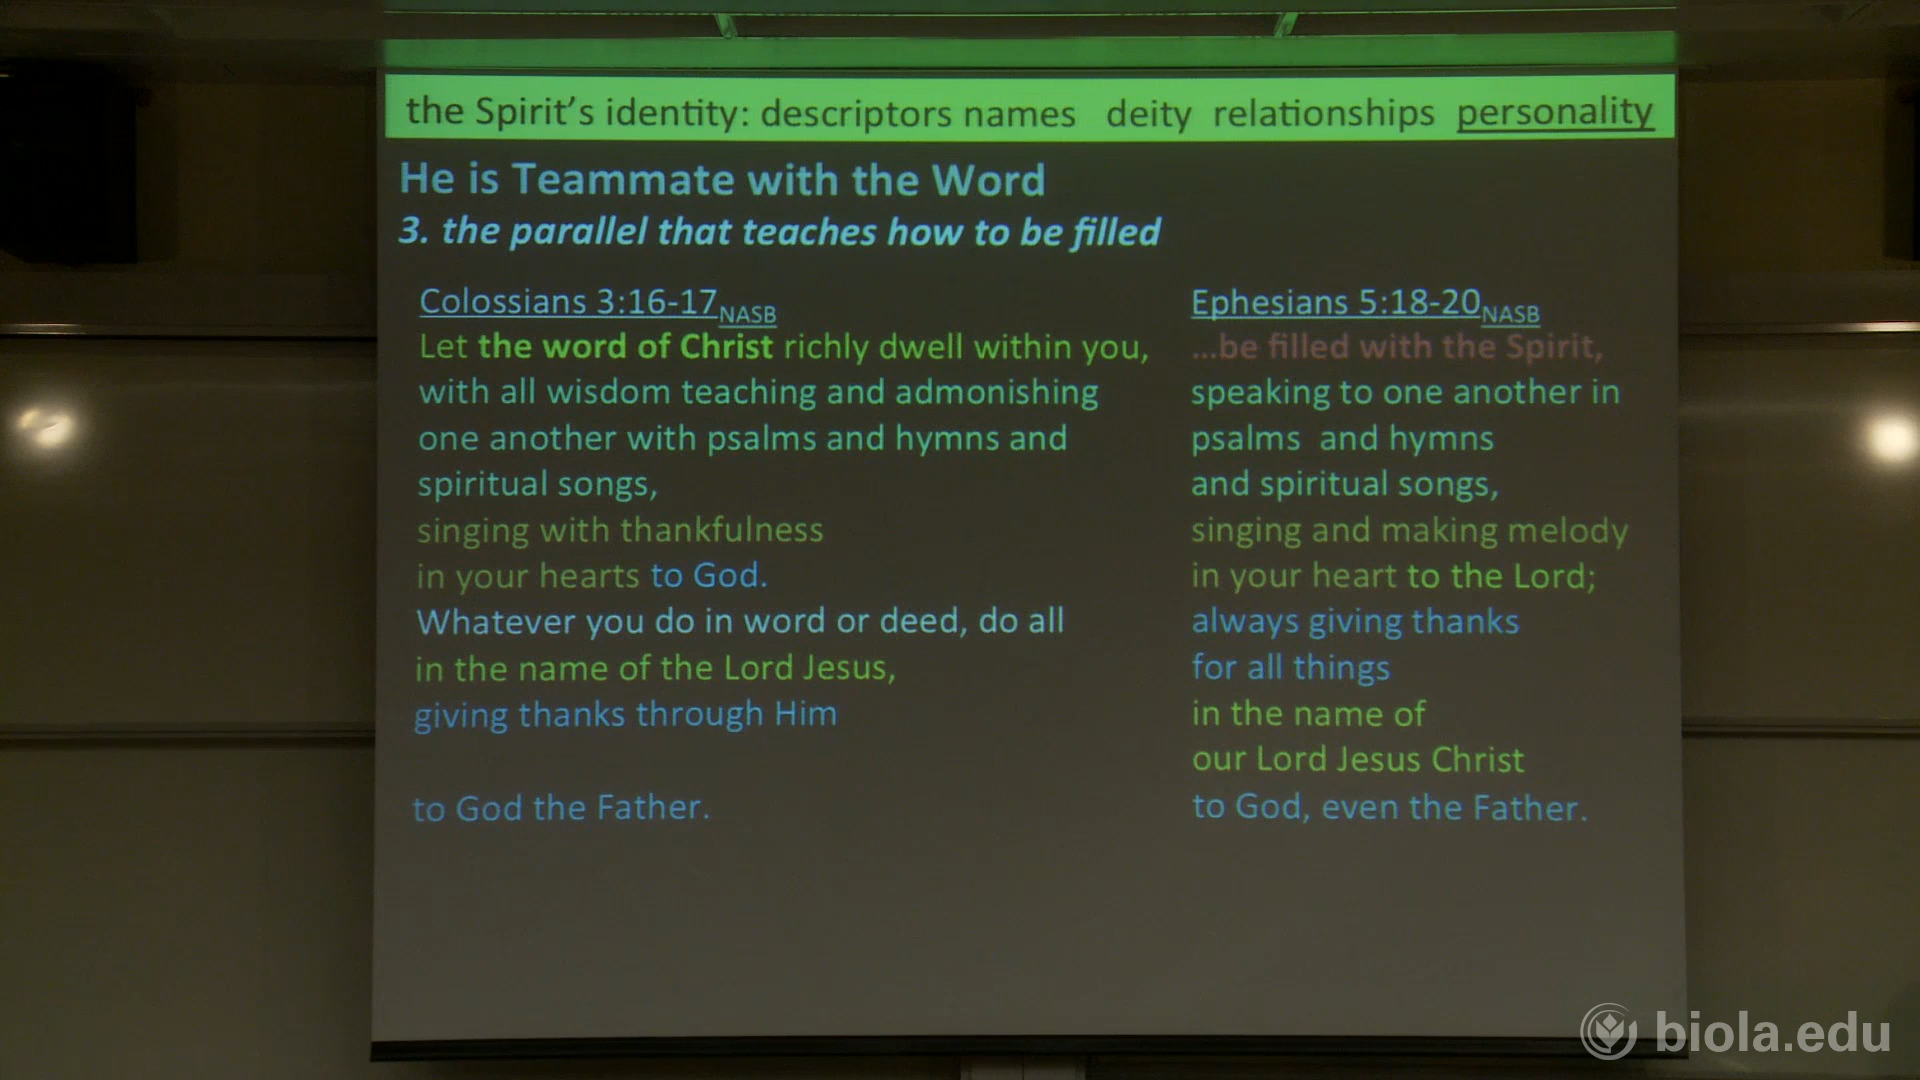 the Spirit's identity: descriptors names deity relationships personality
He is Teammate with the Word
3. the parallel that teaches how to be filled
Colossians 3:16-17 NASB
Let the word of Christ richly dwell within you,
with all wisdom teaching and admonishing
one another with psalms and hymns and
spiritual songs,
singing with thankfulness
in your hearts to God.
Whatever you do in word or deed, do all
in the name of the Lord Jesus,
giving thanks through Him
to God the Father.
Ephesians 5:18-20 NASB
...be filled with the Spirit,
speaking to one another in
psalms and hymns
and spiritual songs,
singing and making melody
in your heart to the Lord;
always giving thanks
for all things
in the name of
our Lord Jesus Christ
to God, even the Father.
biola.edu